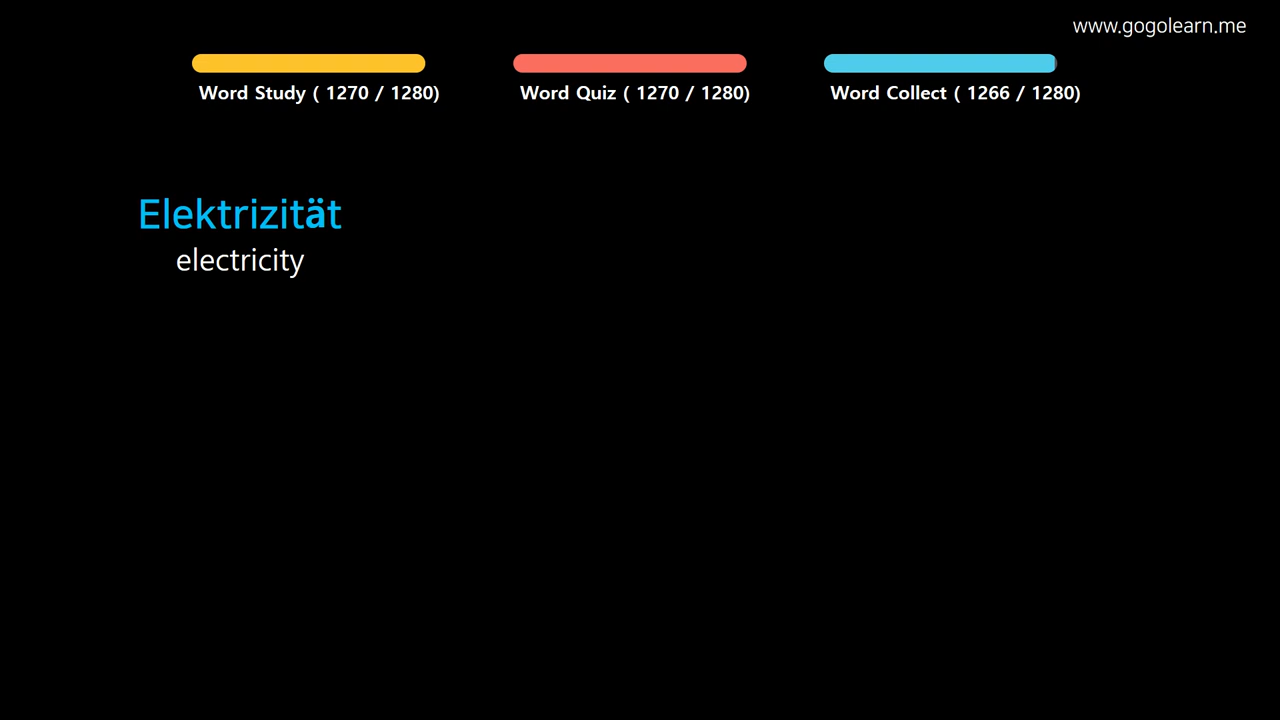 www.gogolearn.me
Word Study ( 1270 / 1280)
Word Quiz ( 1270 / 1280)
Word Collect ( 1266 / 1280)
Elektrizität
electricity